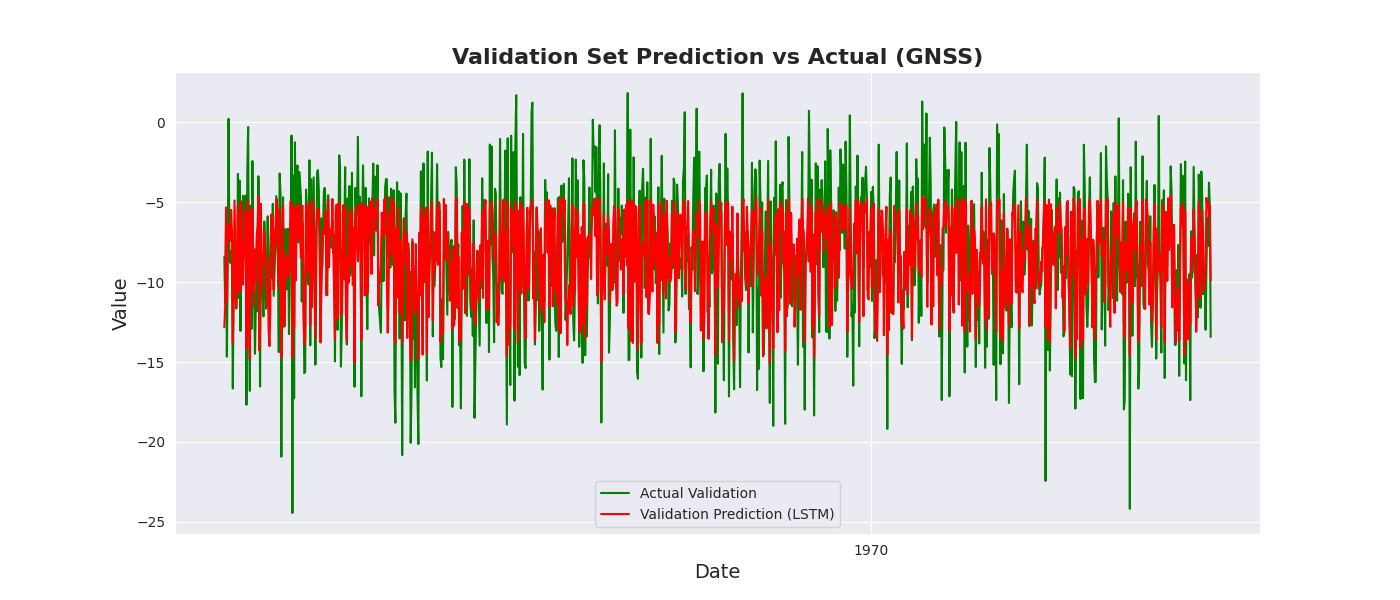 Validation Set Prediction vs Actual (GNSS)
0
−5
−10
−15
−20
−25
Value
Actual Validation
Validation Prediction (LSTM)
1970
Date